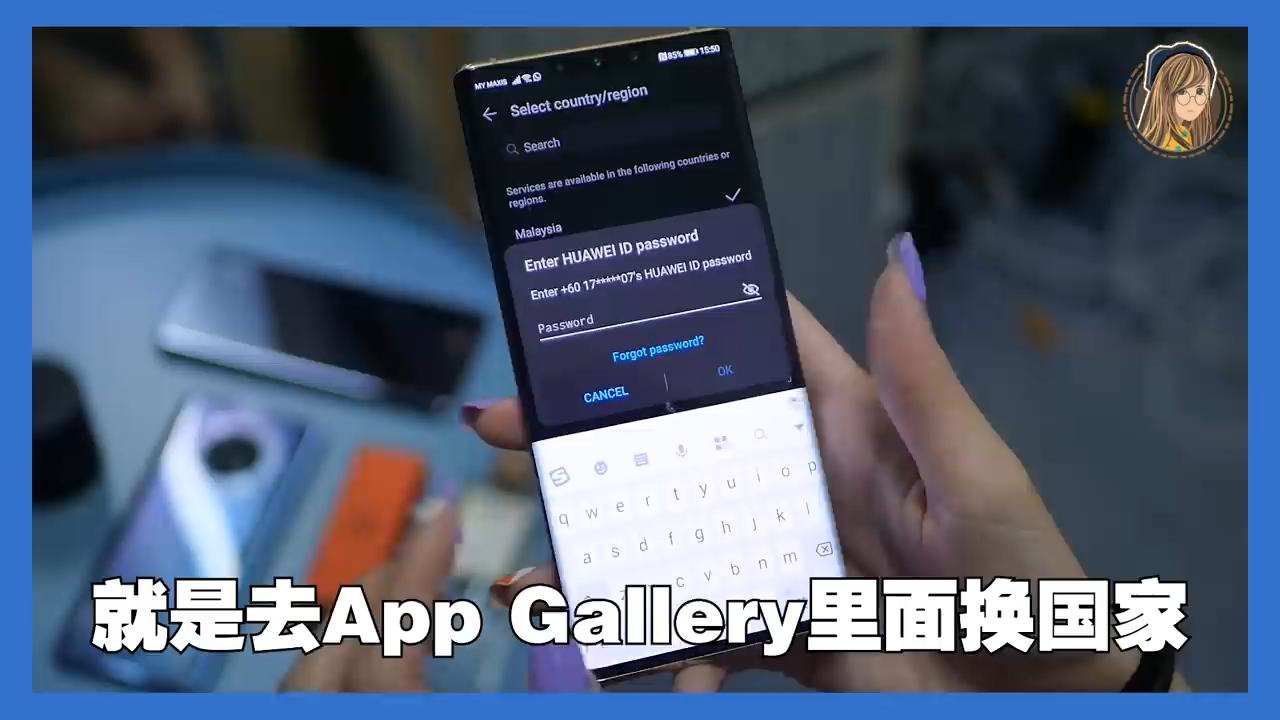 MY MAXIS 85% 15:50
Select country/region
Search
Services are available in the following countries or
regions.
Malaysia
Enter HUAWEI ID password
Enter +60 17*****07's HUAWEI ID password
Password
Forgot password?
CANCEL OK
q w e r t y u i o p
a s d f g h j k l
c v b n m
就是去App Gallery里面换国家